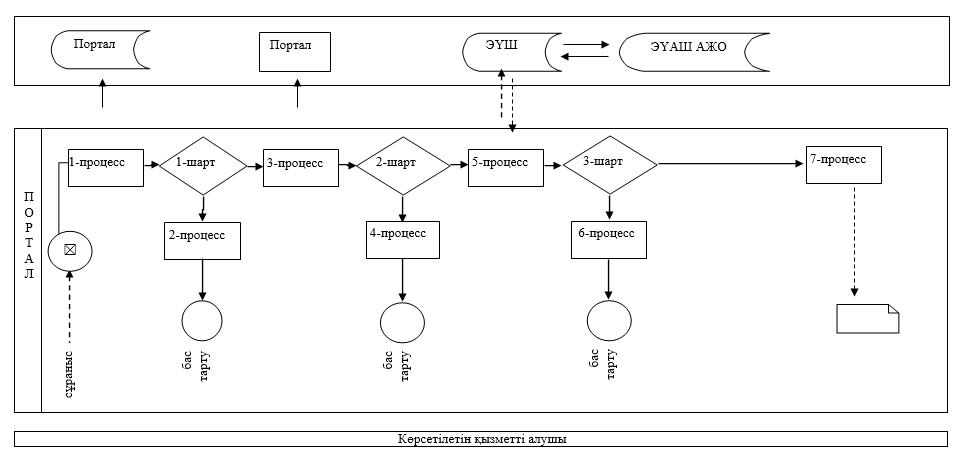 Портал
Портал
ЭҮШ
ЭҮАШ АЖО
ПОРТАЛ
1-процесс
1-шарт
3-процесс
2-шарт
5-процесс
3-шарт
7-процесс
2-процесс
4-процесс
6-процесс
сұраныс
бас
тарту
бас
тарту
бас
тарту
Көрсетілетін қызметті алушы